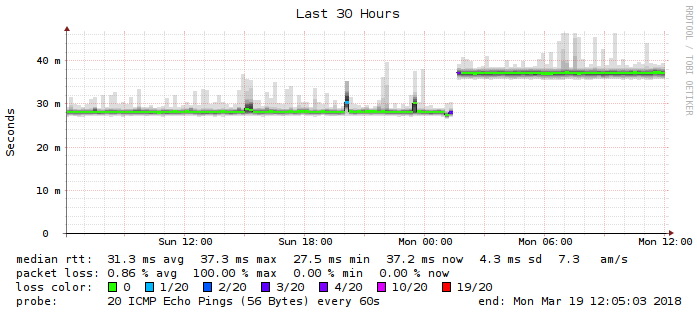 Last 30 Hours
RRDTOOL / TOBI OETIKER
Seconds
40 m
30 m
20 m
10 m
0
Sun 12:00 Sun 18:00 Mon 00:00 Mon 06:00 Mon 12:00
median rtt: 31.3 ms avg 37.3 ms max 27.5 ms min 37.2 ms now 4.3 ms sd 7.3 am/s
packet loss: 0.86 % avg 100.00 % max 0.00 % min 0.00 % now
loss color: 0 1/20 2/20 3/20 4/20 10/20 19/20
probe: 20 ICMP Echo Pings (56 Bytes) every 60s end: Mon Mar 19 12:05:03 2018